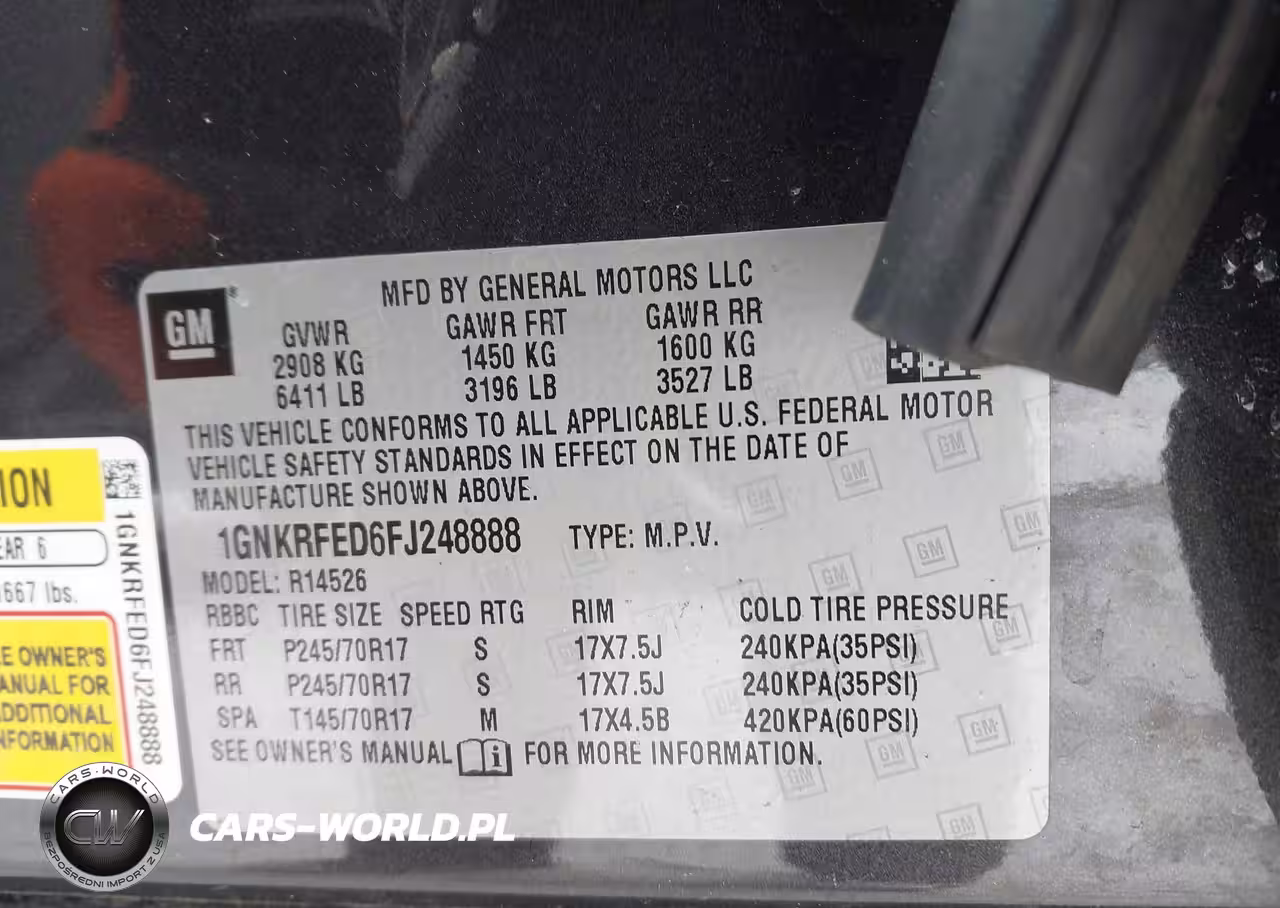 MFD BY GENERAL MOTORS LLC
GM
GVWR GAWR FRT GAWR RR
2908 KG 1450 KG 1600 KG
6411 LB 3196 LB 3527 LB
THIS VEHICLE CONFORMS TO ALL APPLICABLE U.S. FEDERAL MOTOR
VEHICLE SAFETY STANDARDS IN EFFECT ON THE DATE OF
MANUFACTURE SHOWN ABOVE.
1GNKRFED6FJ248888 TYPE: M.P.V.
MODEL: R14526
RBBC TIRE SIZE SPEED RTG RIM COLD TIRE PRESSURE
FRT P245/70R17 S 17X7.5J 240KPA(35PSI)
RR P245/70R17 S 17X7.5J 240KPA(35PSI)
SPA T145/70R17 M 17X4.5B 420KPA(60PSI)
SEE OWNER'S MANUAL FOR MORE INFORMATION.
ION
EAR 6
667 lbs.
E OWNER'S
ANUAL FOR
DDITIONAL
NFORMATION
1GNKRFED6FJ248888
CARS-WORLD
CW
BEZPOŚREDNI IMPORT Z USA
CARS-WORLD.PL